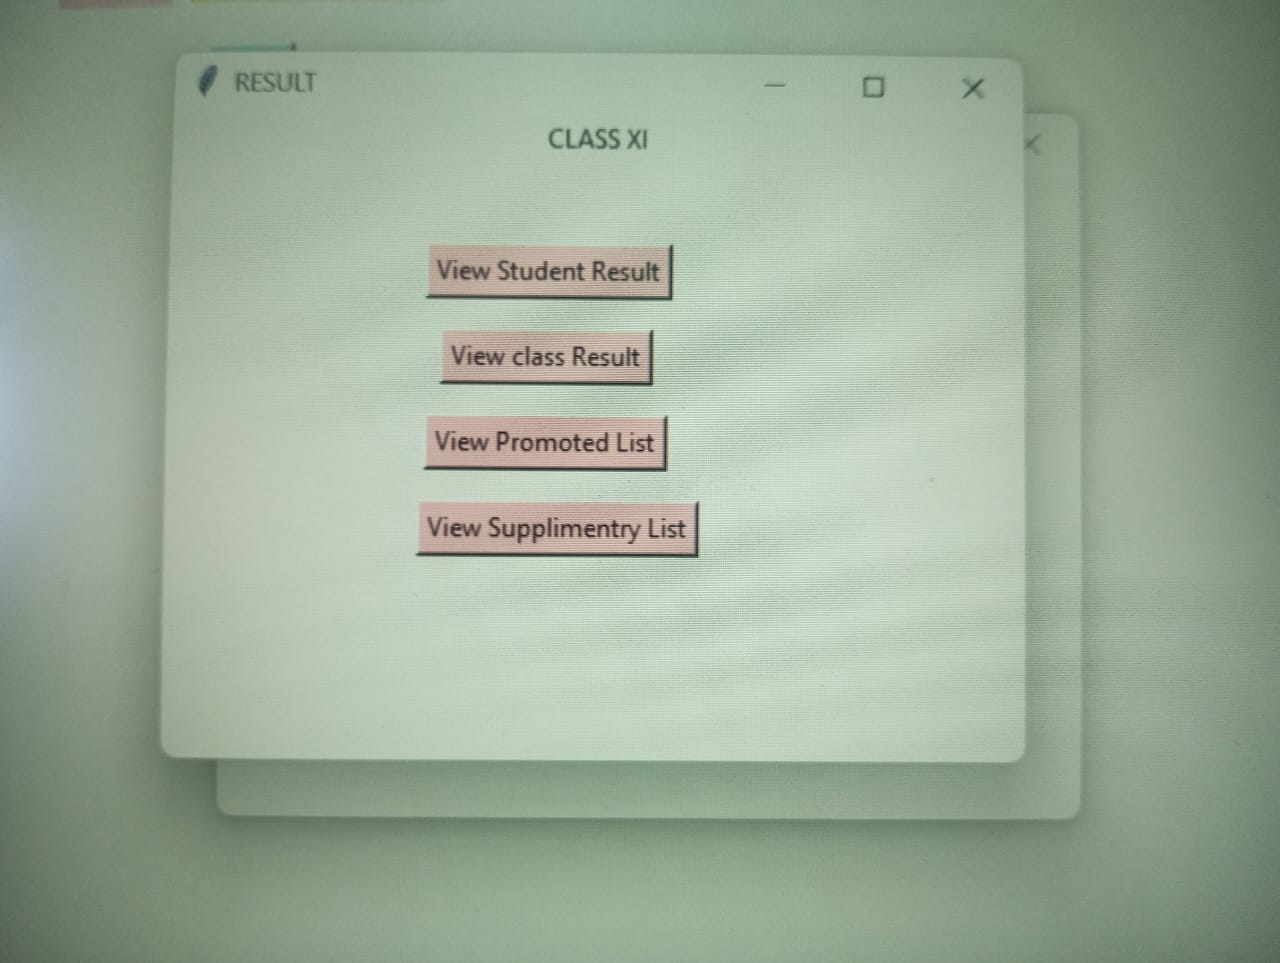 RESULT
CLASS XI
View Student Result
View class Result
View Promoted List
View Supplimentry List